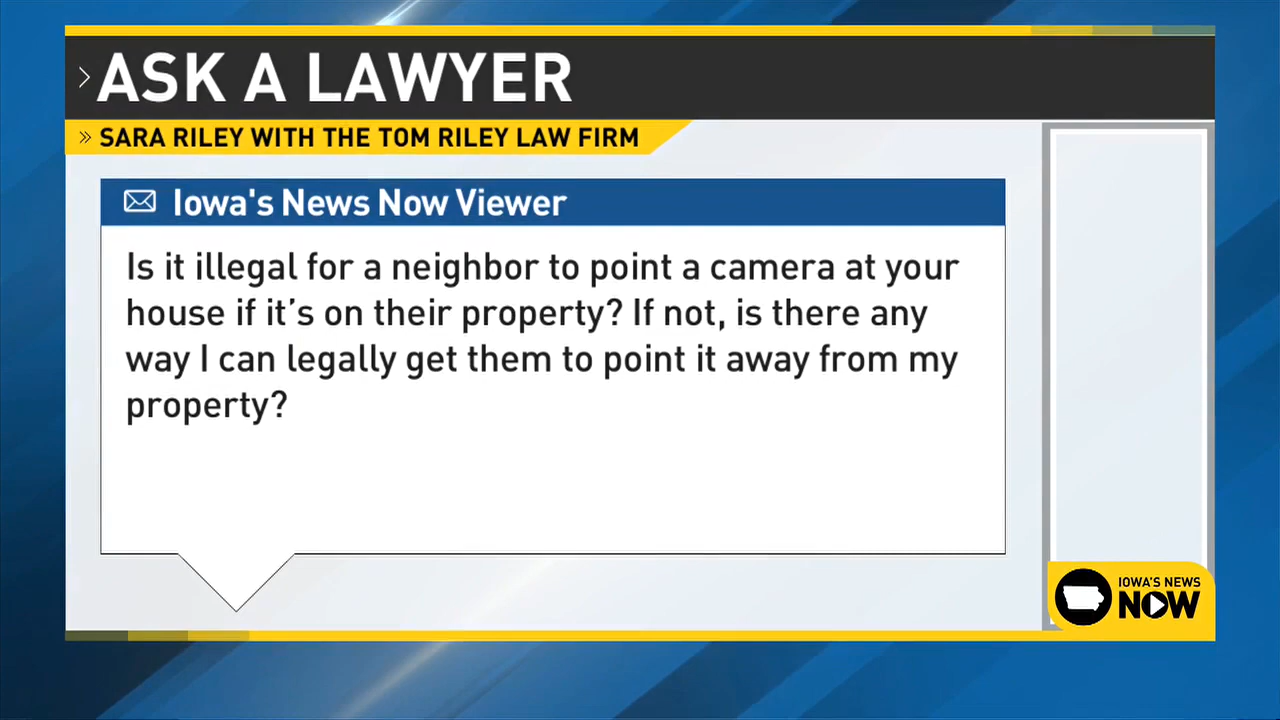 ASK A LAWYER
SARA RILEY WITH THE TOM RILEY LAW FIRM
Iowa's News Now Viewer
Is it illegal for a neighbor to point a camera at your
house if it’s on their property? If not, is there any
way I can legally get them to point it away from my
property?
IOWA'S NEWS
NOW